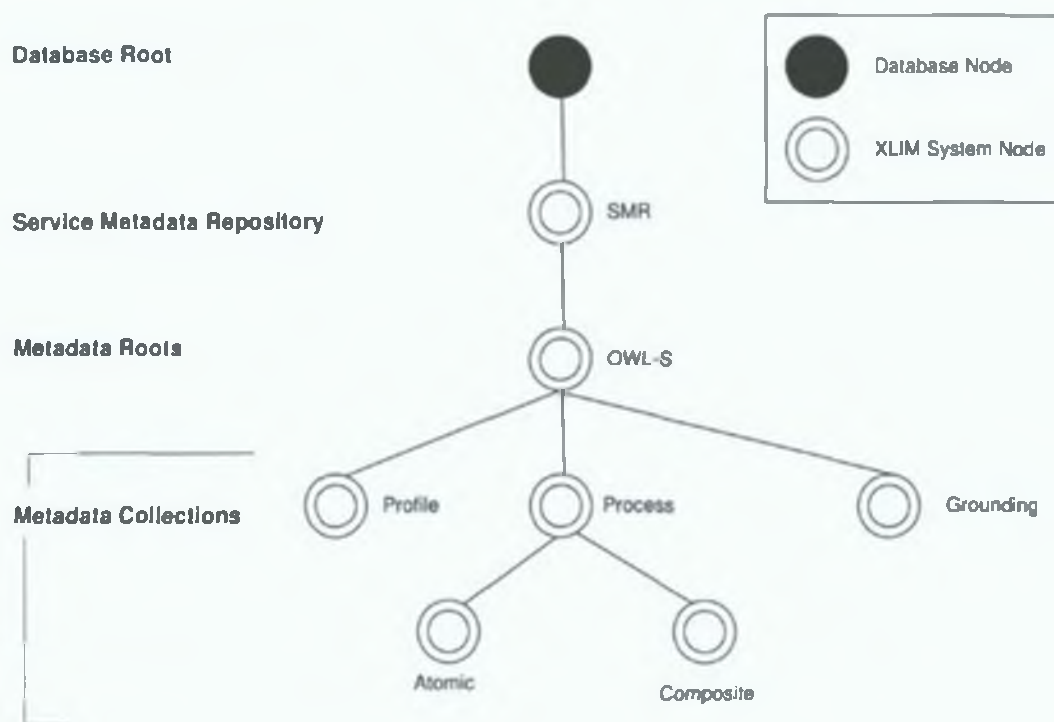 Database Root
Database Node
XLIM System Node
SMR
Service Metadata Repository
Metadata Roots
OWL-S
Profile
Process
Grounding
Metadata Collections
Atomic
Composite